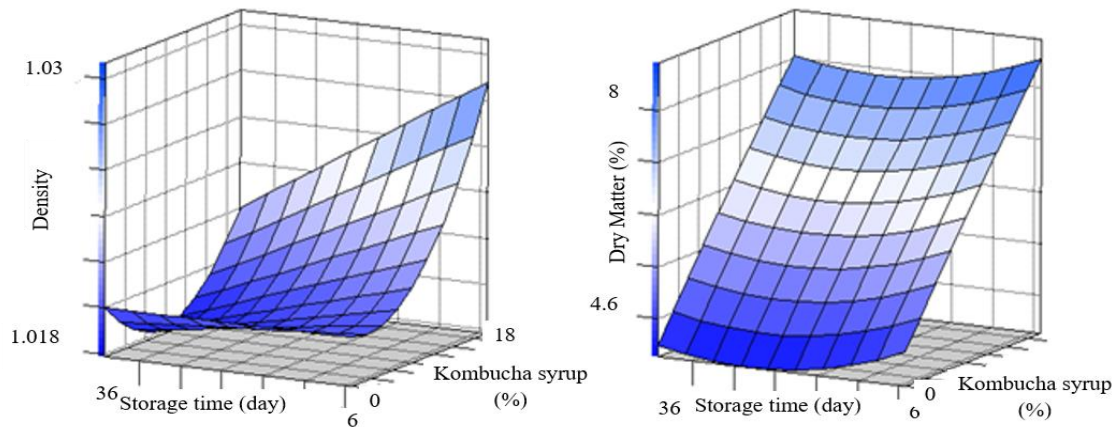 1.03
Density
1.018
36
Storage time (day)
6
0
Kombucha syrup
(%)
18
8
Dry Matter (%)
4.6
36
Storage time (day)
6
0
Kombucha syrup
(%)